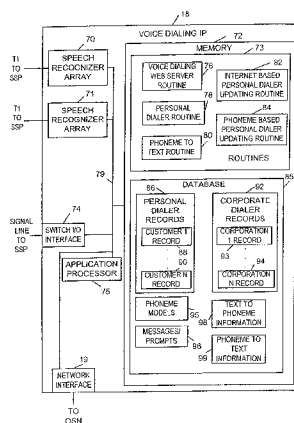 18
VOICE DIALING IP
72
MEMORY
73
70
T1
TO
SSP
SPEECH
RECOGNIZER
ARRAY
71
T1
TO
SSP
SPEECH
RECOGNIZER
ARRAY
79
VOICE DIALING
WEB SERVER
ROUTINE
76
INTERNET BASED
PERSONAL DIALER
UPDATING ROUTINE
82
PERSONAL
DIALER ROUTINE
78
84
PHONEME BASED
PERSONAL DIALER
UPDATING ROUTINE
PHONEME TO
TEXT ROUTINE
80
ROUTINES
DATABASE
85
86
PERSONAL
DIALER
RECORDS
CUSTOMER 1
RECORD
88
90
CUSTOMER N
RECORD
92
CORPORATE
DIALER
RECORDS
CORPORATION
1 RECORD
93
94
CORPORATION
N RECORD
SIGNAL
LINE TO
SSP
74
SWITCH I/O
INTERFACE
APPLICATION
PROCESSOR
75
PHONEME
MODELS
95
TEXT TO
PHONEME
INFORMATION
98
MESSAGES/
PROMPTS
96
PHONEME TO
TEXT
INFORMATION
99
19
NETWORK
INTERFACE
TO
OSNI